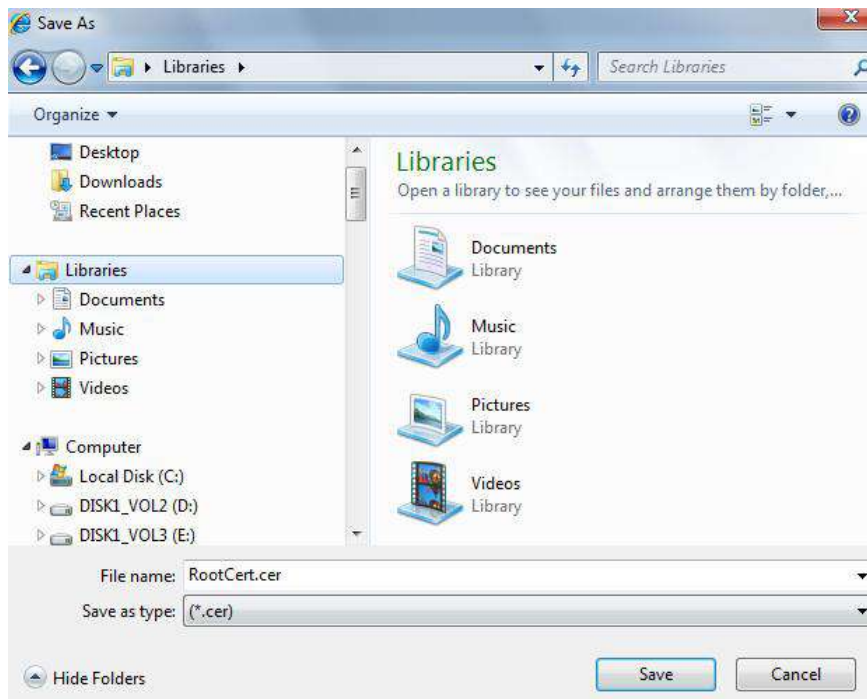 Save As
Libraries
Search Libraries
Organize
Desktop
Downloads
Recent Places
Libraries
Documents
Music
Pictures
Videos
Computer
Local Disk (C:)
DISK1_VOL2 (D:)
DISK1_VOL3 (E:)
Libraries
Open a library to see your files and arrange them by folder,...
Documents
Library
Music
Library
Pictures
Library
Videos
Library
File name: RootCert.cer
Save as type: (*.cer)
Hide Folders
Save
Cancel